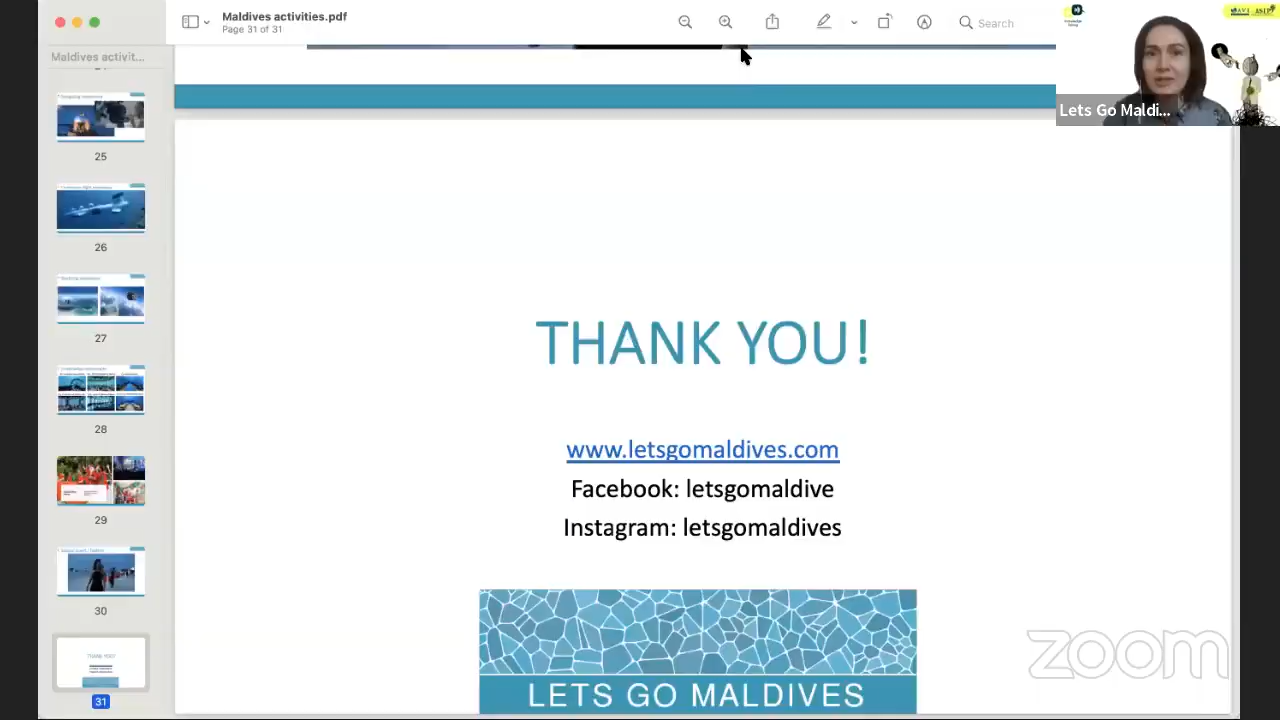 Maldives activities.pdf
Page 31 of 31
Search
Maldives activit...
25
26
27
28
29
30
31
Lets Go Maldi...
THANK YOU!
www.letsgomaldives.com
Facebook: letsgomaldive
Instagram: letsgomaldives
LETS GO MALDIVES
zoom